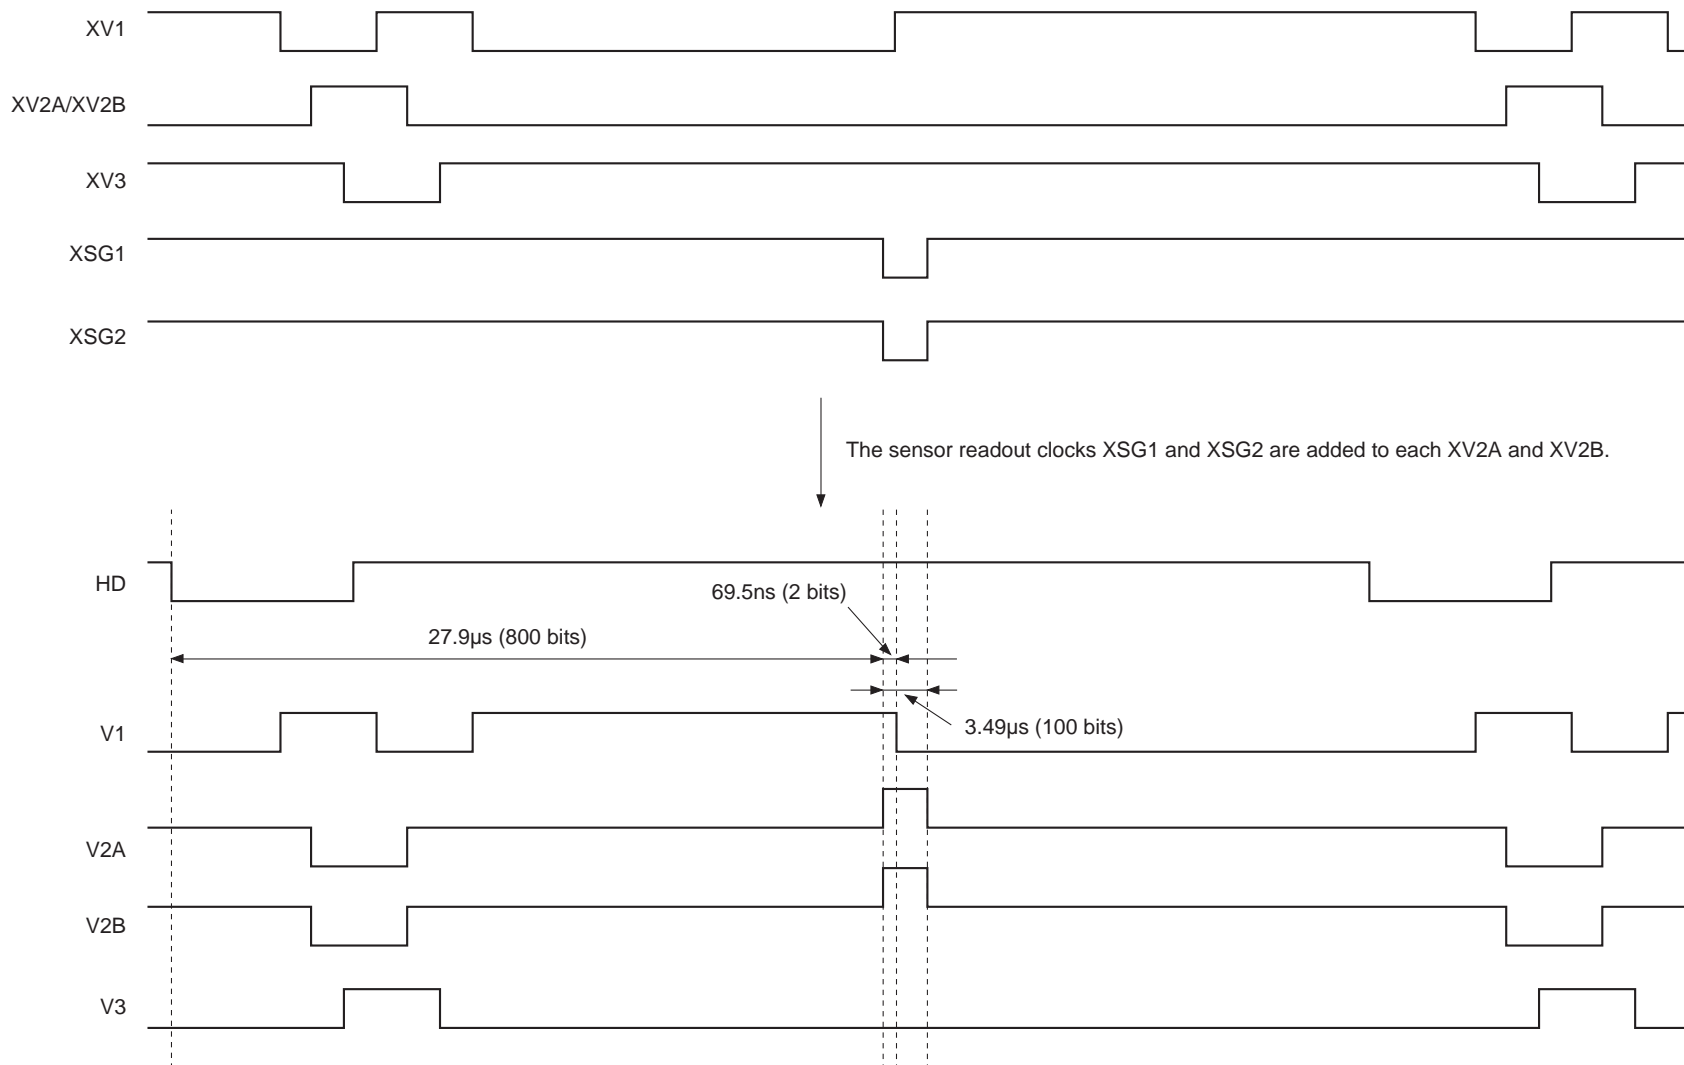 XV1
XV2A/XV2B
XV3
XSG1
XSG2
The sensor readout clocks XSG1 and XSG2 are added to each XV2A and XV2B.
HD
69.5ns (2 bits)
27.9µs (800 bits)
3.49µs (100 bits)
V1
V2A
V2B
V3